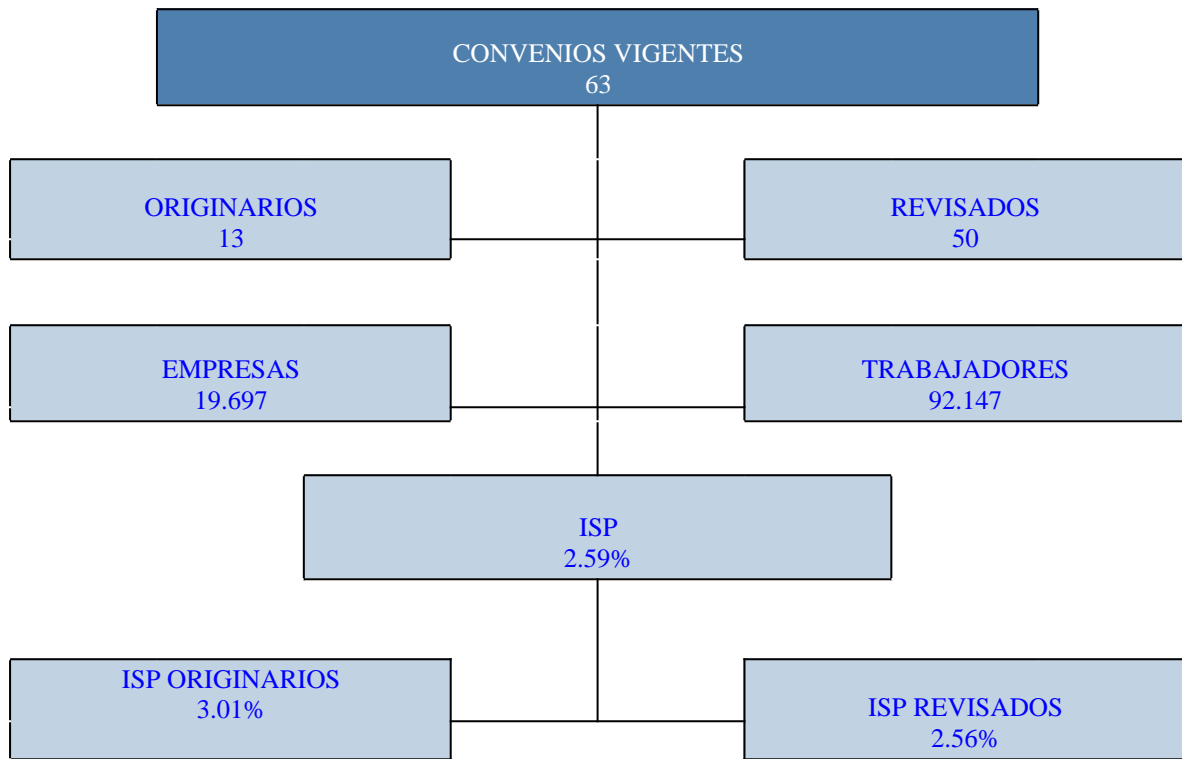 CONVENIOS VIGENTES
63
ORIGINARIOS
13
REVISADOS
50
EMPRESAS
19.697
TRABAJADORES
92.147
ISP
2.59%
ISP ORIGINARIOS
3.01%
ISP REVISADOS
2.56%